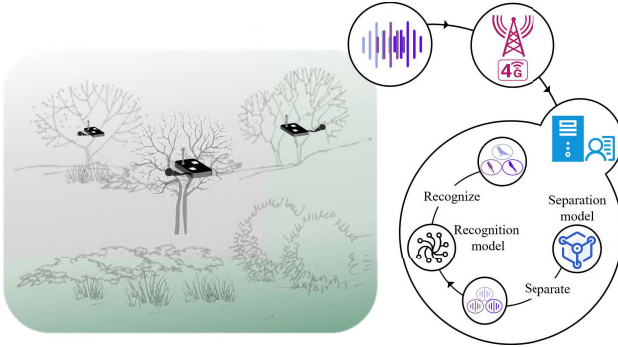 4G
Recognize
Separation
model
Recognition
model
Separate